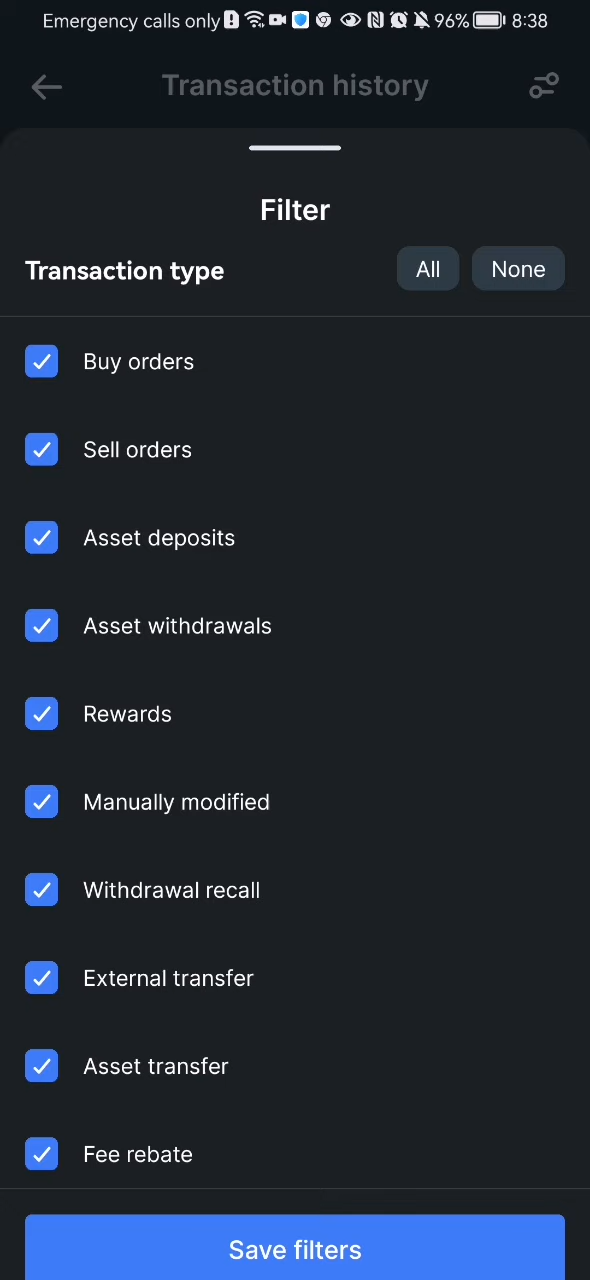 Emergency calls only 96% 8:38
Transaction history
Filter
Transaction type All None
Buy orders
Sell orders
Asset deposits
Asset withdrawals
Rewards
Manually modified
Withdrawal recall
External transfer
Asset transfer
Fee rebate
Save filters